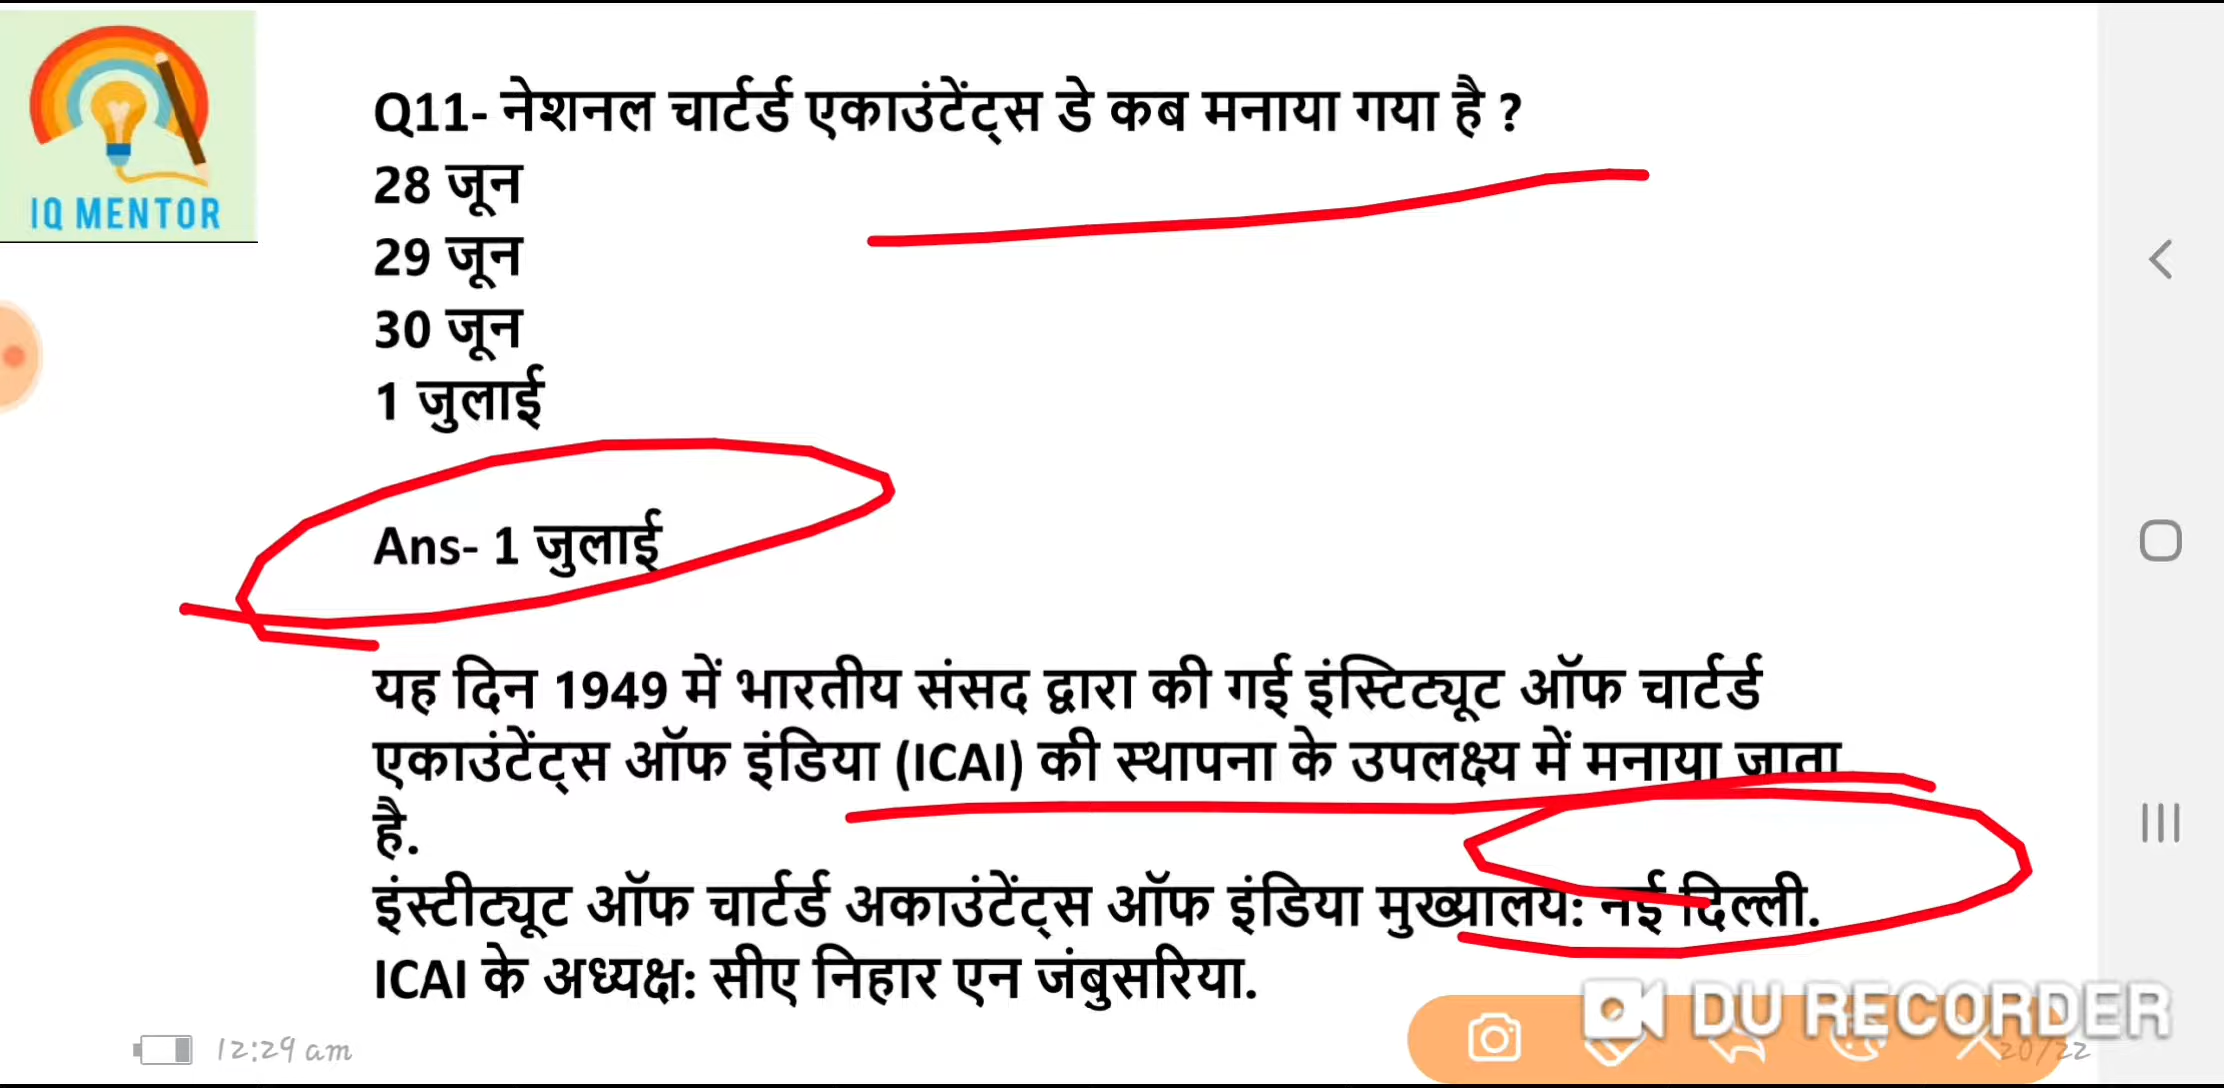 IQ MENTOR
Q11- नेशनल चार्टर्ड एकाउंटेंट्स डे कब मनाया गया है ?
28 जून
29 जून
30 जून
1 जुलाई
Ans- 1 जुलाई
यह दिन 1949 में भारतीय संसद द्वारा की गई इंस्टिट्यूट ऑफ चार्टर्ड
एकाउंटेंट्स ऑफ इंडिया (ICAI) की स्थापना के उपलक्ष्य में मनाया जाता
है.
इंस्टीट्यूट ऑफ चार्टर्ड अकाउंटेंट्स ऑफ इंडिया मुख्यालय: नई दिल्ली.
ICAI के अध्यक्ष: सीए निहार एन जंबुसरिया.
DU RECORDER
12:29 am
20/22